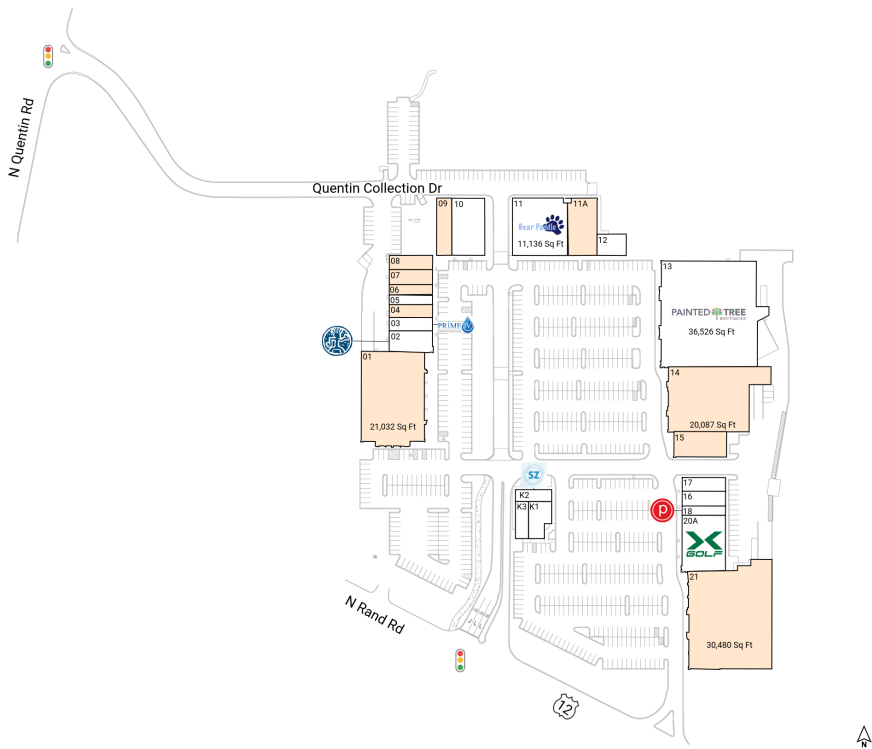 N Quentin Rd
Quentin Collection Dr
09
10
11
11A
Bear Paddle
11,136 Sq Ft
12
08
07
06
05
04
03
PRIME IV
02
01
21,032 Sq Ft
13
PAINTED TREE
BOUTIQUES
36,526 Sq Ft
14
20,087 Sq Ft
15
SZ
K2
K3
K1
17
16
p
18
20A
X
GOLF
21
30,480 Sq Ft
N Rand Rd
12
N